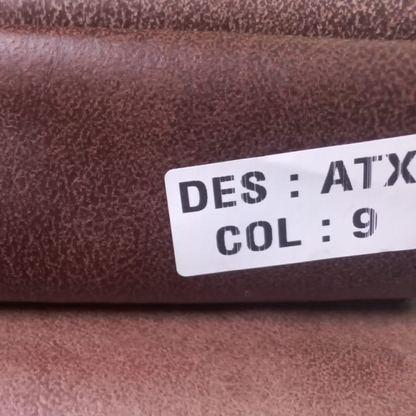 DES : ATX
COL : 9